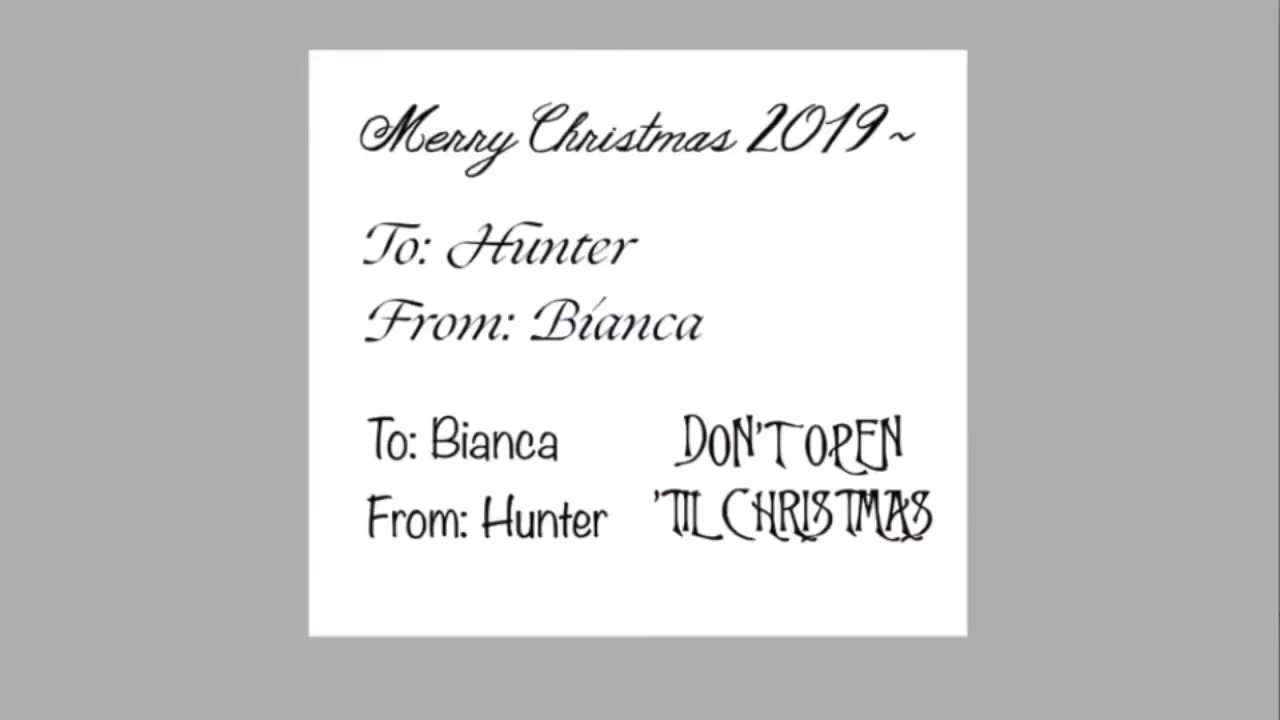 Merry Christmas 2019~
To: Hunter
From: Bianca
To: Bianca
From: Hunter
DON'T OPEN
'TIL CHRISTMAS